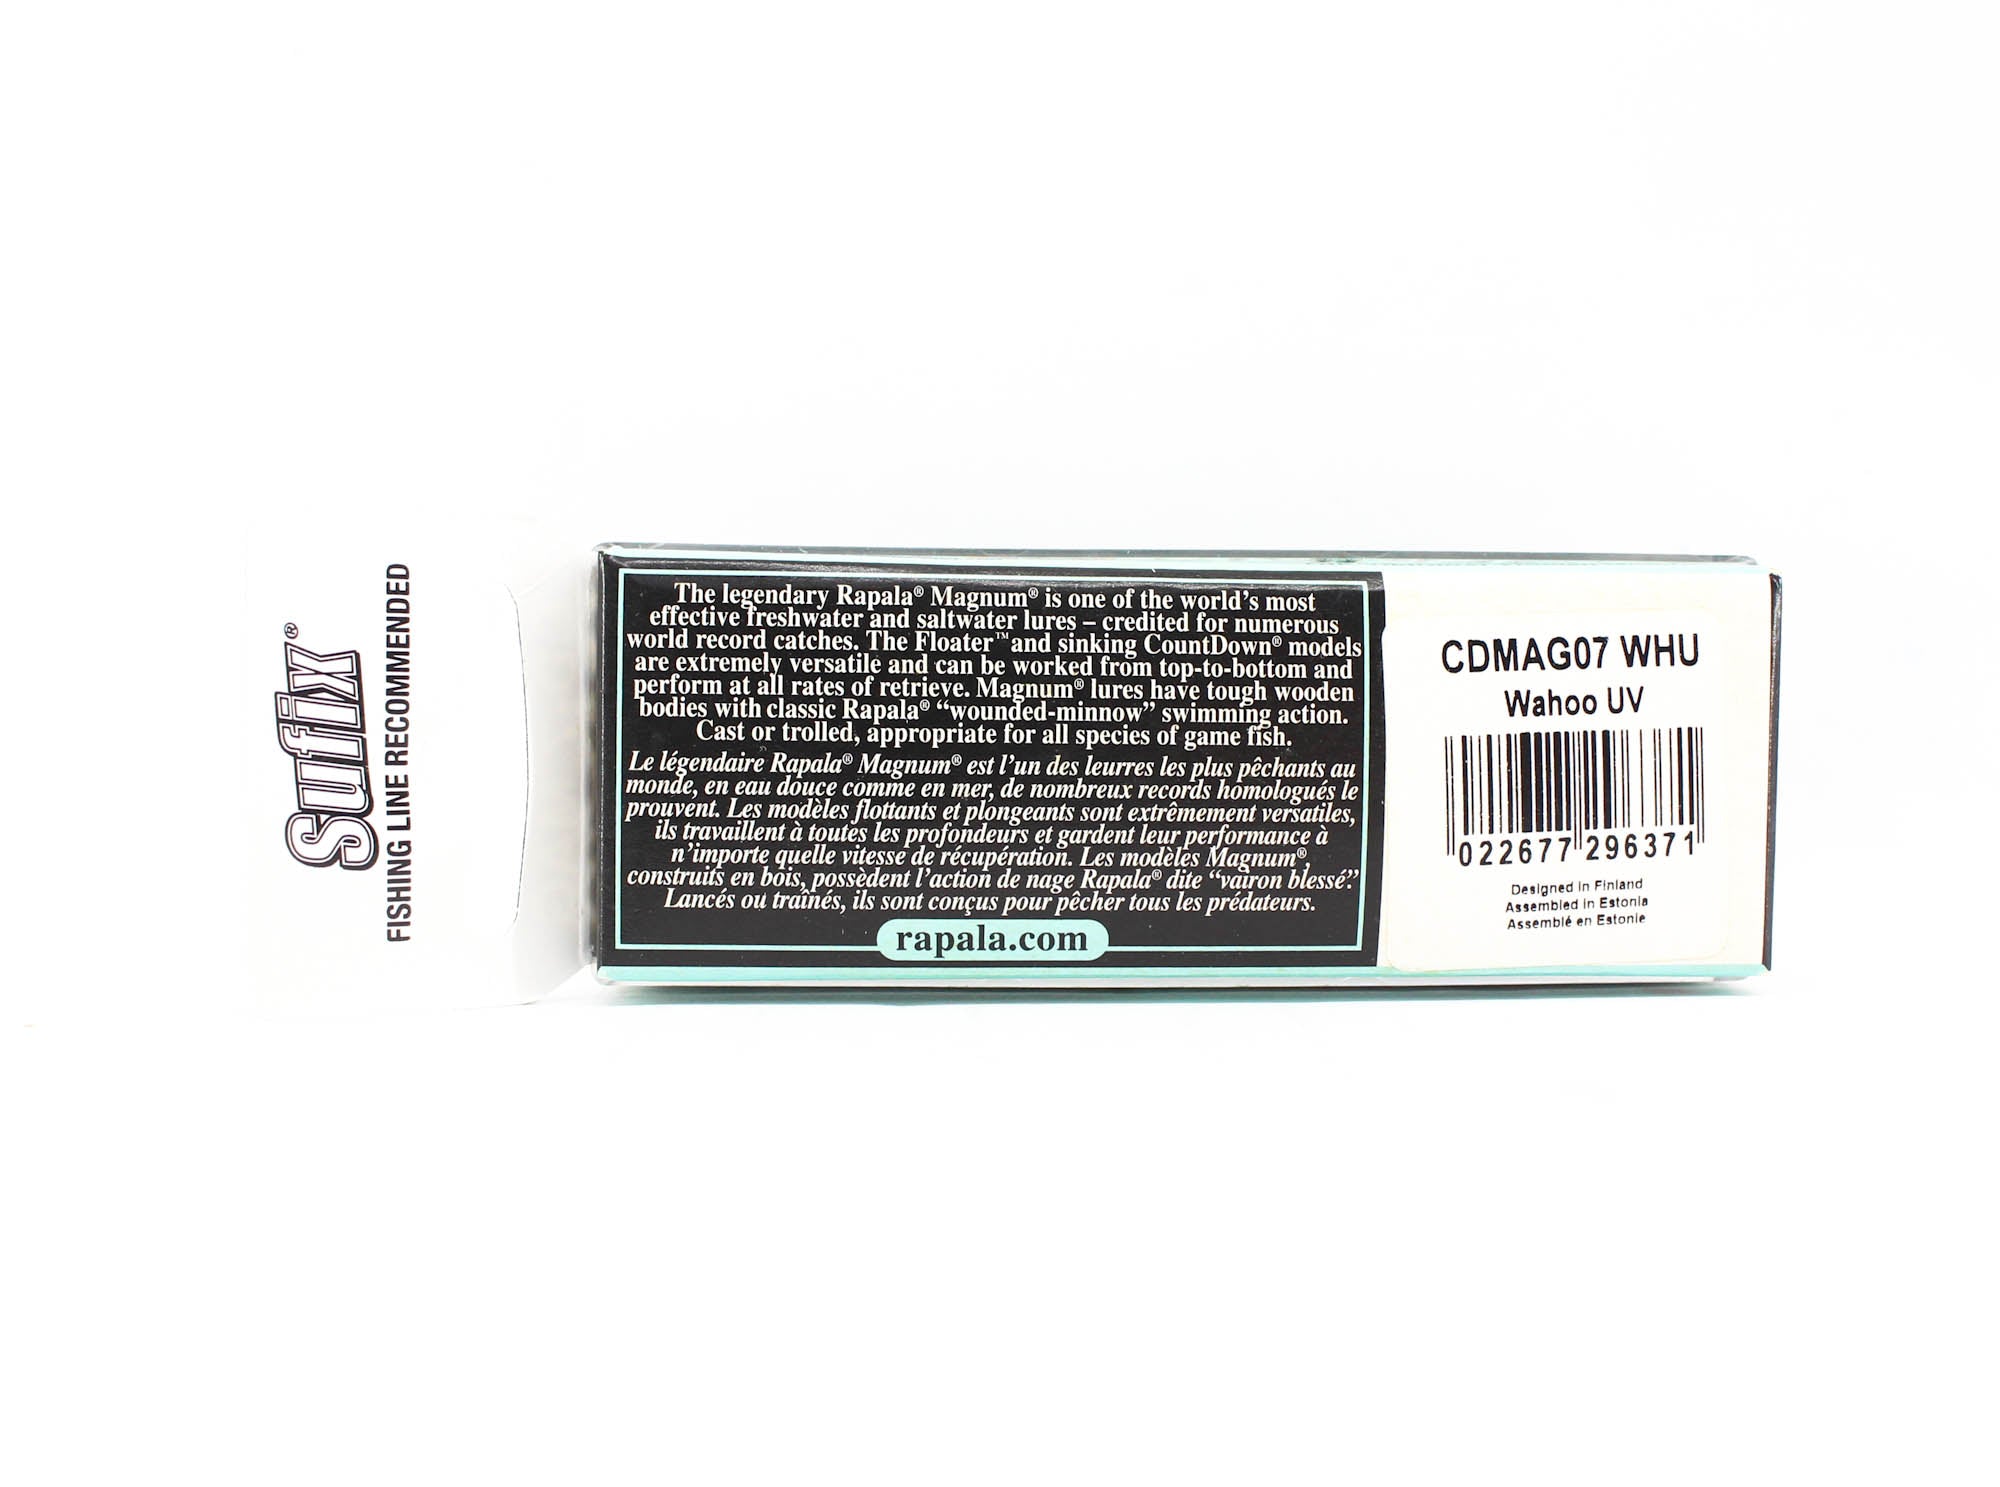 Sufix®
FISHING LINE RECOMMENDED
The legendary Rapala® Magnum® is one of the world's most
effective freshwater and saltwater lures – credited for numerous
world record catches. The Floater™ and sinking CountDown® models
are extremely versatile and can be worked from top-to-bottom and
perform at all rates of retrieve. Magnum® lures have tough wooden
bodies with classic Rapala® “wounded-minnow” swimming action.
Cast or trolled, appropriate for all species of game fish.
Le légendaire Rapala® Magnum® est l'un des leurres les plus pêchants au
monde, en eau douce comme en mer, de nombreux records homologués le
prouvent. Les modèles flottants et plongeants sont extrêmement versatiles,
ils travaillent à toutes les profondeurs et gardent leur performance à
n'importe quelle vitesse de récupération. Les modèles Magnum®,
construits en bois, possèdent l'action de nage Rapala® dite “vairon blessé.”
Lancés ou traînés, ils sont conçus pour pêcher tous les prédateurs.
rapala.com
CDMAG07 WHU
Wahoo UV
022677 296371
Designed in Finland
Assembled in Estonia
Assemblé en Estonie